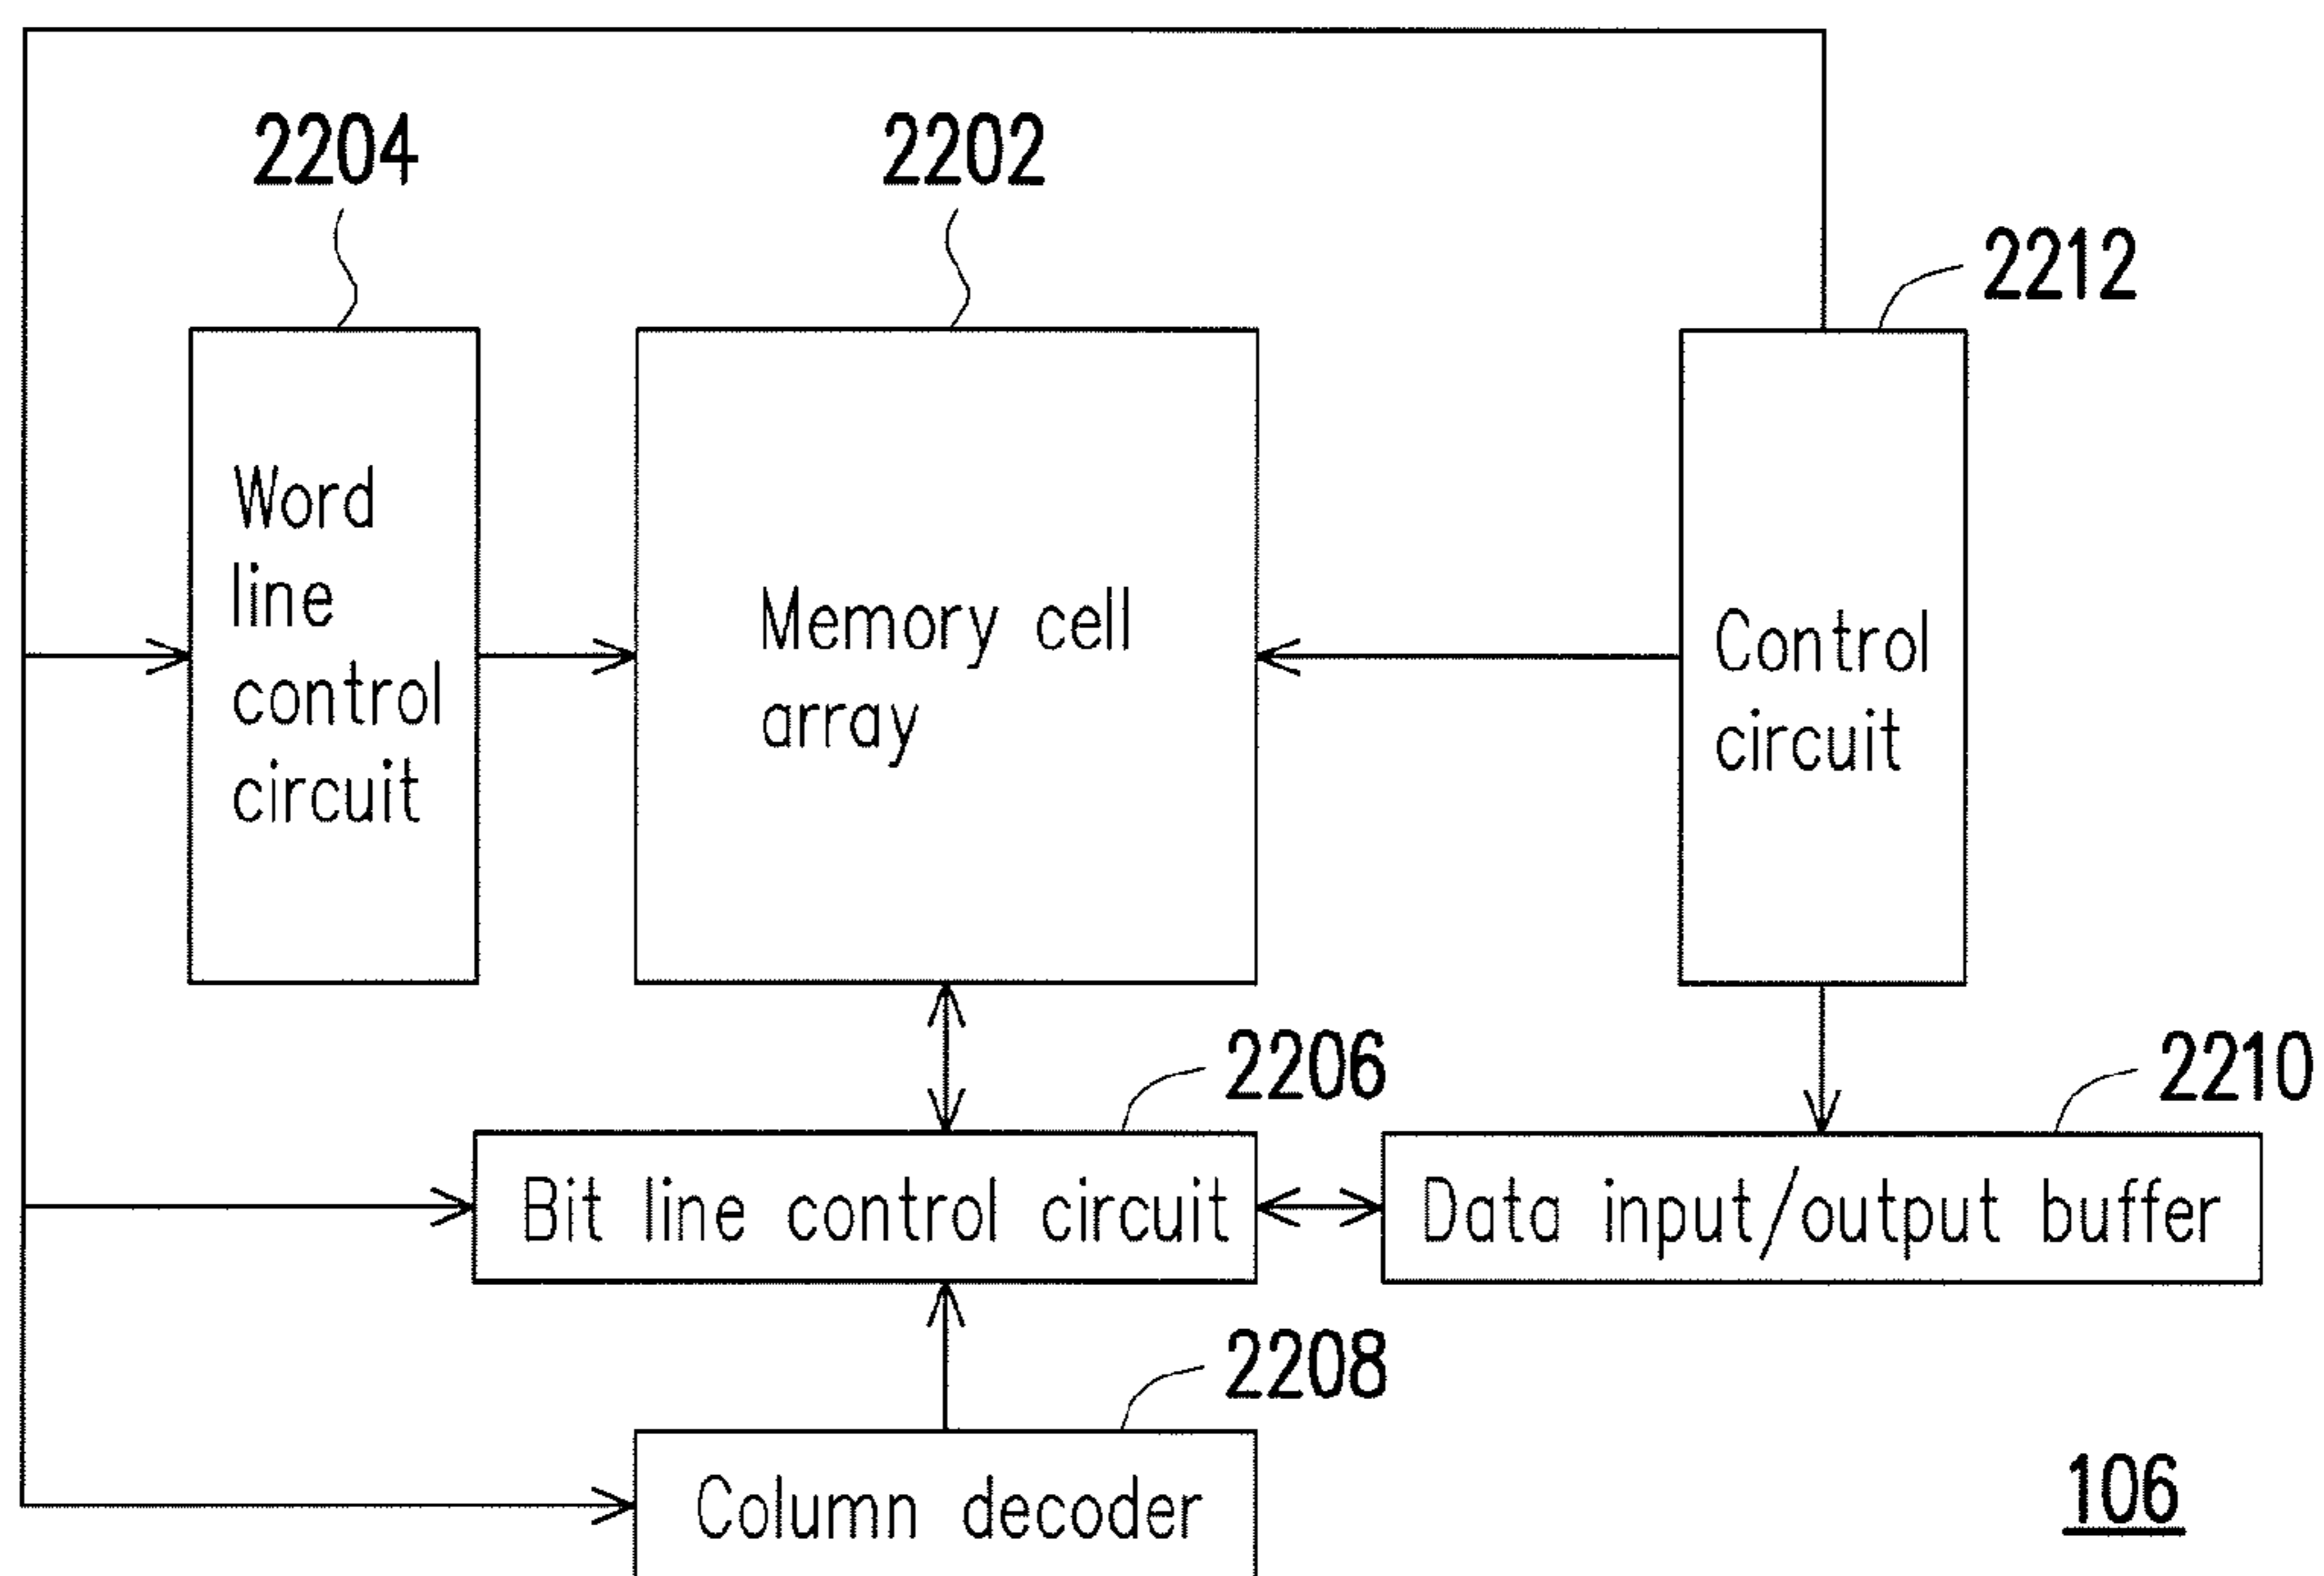 2204
2202
2212
Word
line
control
circuit
Memory cell
array
Control
circuit
2206
2210
Bit line control circuit
Data input/output buffer
2208
Column decoder
106